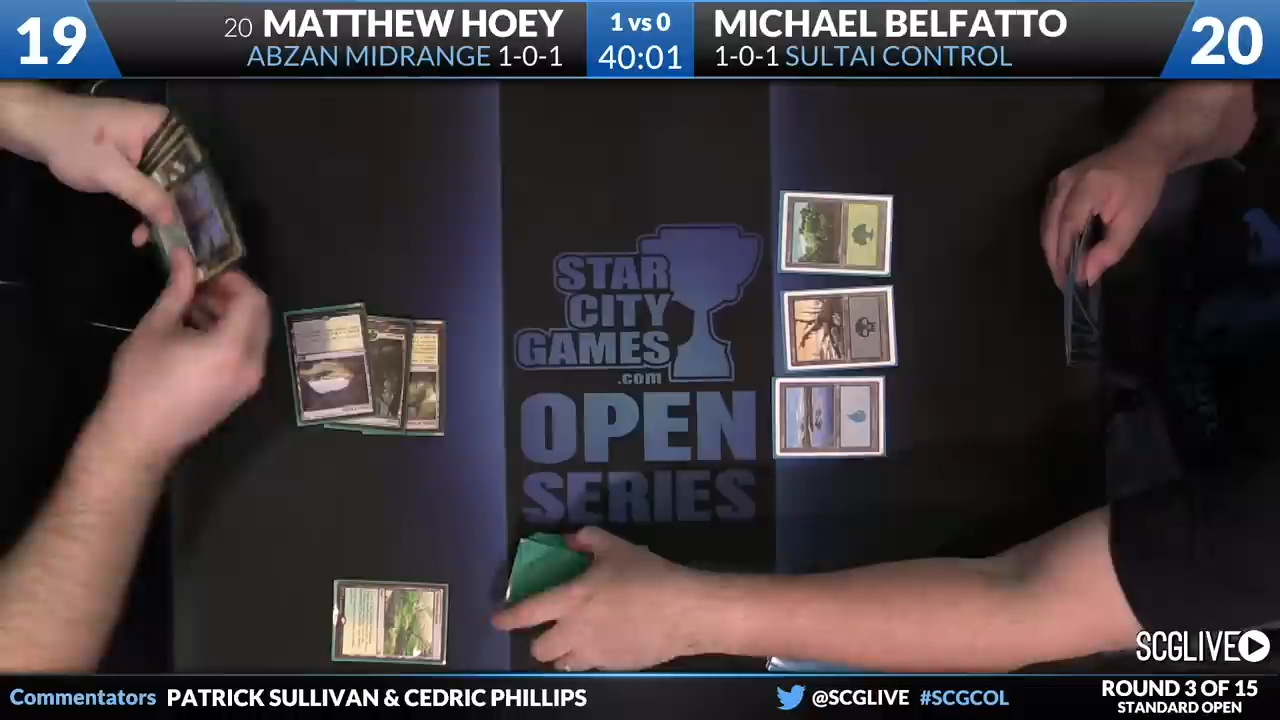 19
20 MATTHEW HOEY
ABZAN MIDRANGE 1-0-1
1 vs 0
40:01
MICHAEL BELFATTO
1-0-1 SULTAI CONTROL
20
STAR
CITY
GAMES
.com
OPEN
SERIES
SCGLIVE
Commentators PATRICK SULLIVAN & CEDRIC PHILLIPS
@SCGLIVE #SCGCOL
ROUND 3 OF 15
STANDARD OPEN